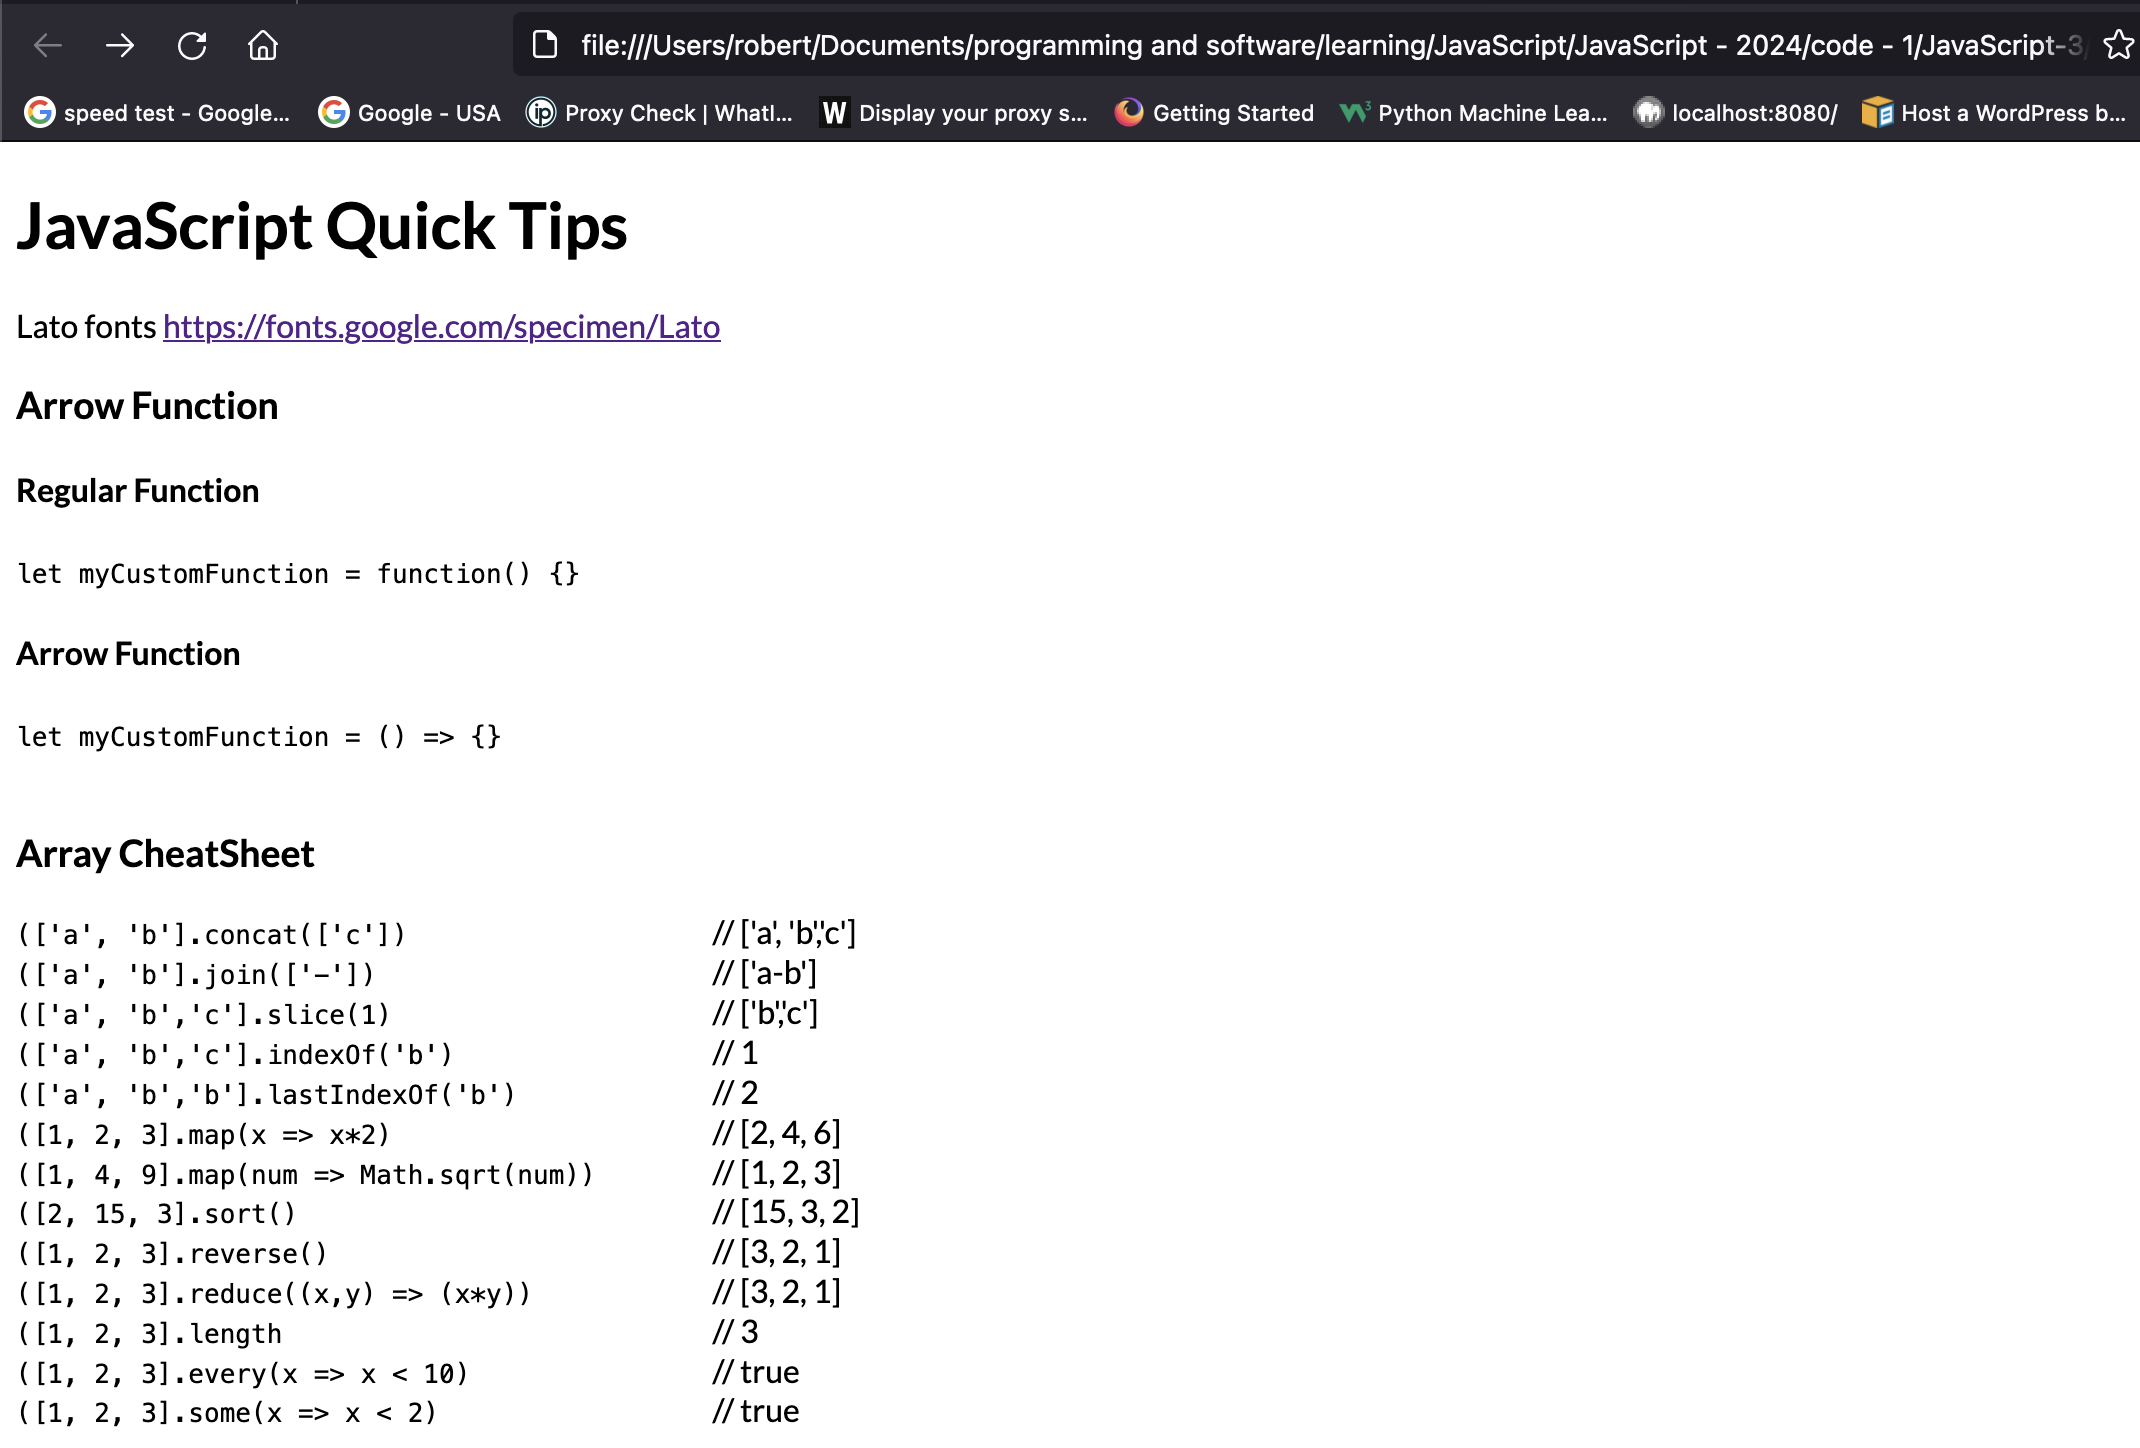 file:///Users/robert/Documents/programming and software/learning/JavaScript/JavaScript - 2024/code - 1/JavaScript-3/
speed test - Google... Google - USA ip Proxy Check | WhatI... W Display your proxy s... Getting Started W3 Python Machine Lea... localhost:8080/ Host a WordPress b...
JavaScript Quick Tips
Lato fonts https://fonts.google.com/specimen/Lato
Arrow Function
Regular Function
let myCustomFunction = function() {}
Arrow Function
let myCustomFunction = () => {}
Array CheatSheet
(['a', 'b'].concat(['c']) // ['a', 'b','c']
(['a', 'b'].join(['-']) // ['a-b']
(['a', 'b','c'].slice(1) // ['b','c']
(['a', 'b','c'].indexOf('b') // 1
(['a', 'b','b'].lastIndexOf('b') // 2
([1, 2, 3].map(x => x*2) // [2, 4, 6]
([1, 4, 9].map(num => Math.sqrt(num)) // [1, 2, 3]
([2, 15, 3].sort() // [15, 3, 2]
([1, 2, 3].reverse() // [3, 2, 1]
([1, 2, 3].reduce((x,y) => (x*y)) // [3, 2, 1]
([1, 2, 3].length // 3
([1, 2, 3].every(x => x < 10) // true
([1, 2, 3].some(x => x < 2) // true